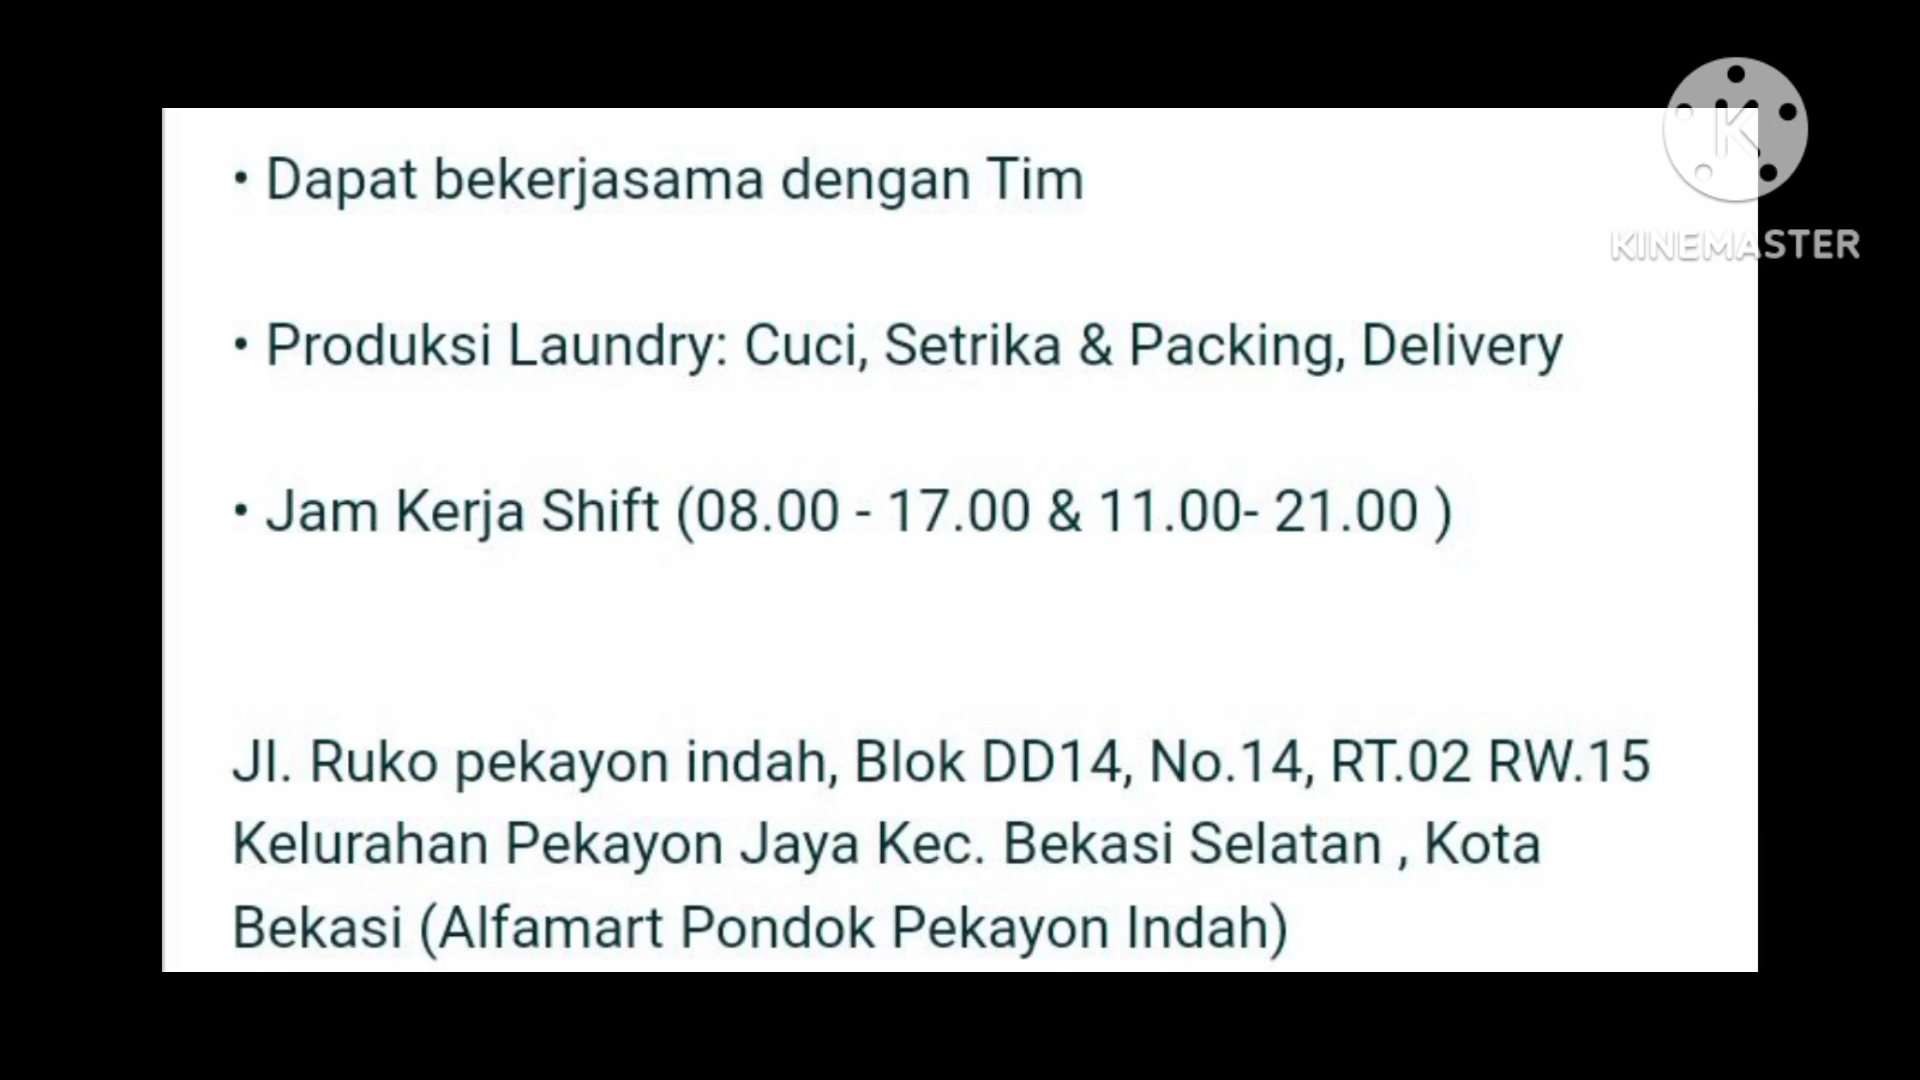 • Dapat bekerjasama dengan Tim
• Produksi Laundry: Cuci, Setrika & Packing, Delivery
• Jam Kerja Shift (08.00 - 17.00 & 11.00- 21.00 )
Jl. Ruko pekayon indah, Blok DD14, No.14, RT.02 RW.15
Kelurahan Pekayon Jaya Kec. Bekasi Selatan , Kota
Bekasi (Alfamart Pondok Pekayon Indah)
K
KINEMASTER